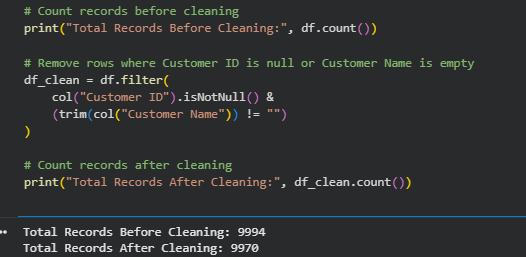 # Count records before cleaning
print("Total Records Before Cleaning:", df.count())
# Remove rows where Customer ID is null or Customer Name is empty
df_clean = df.filter(
    col("Customer ID").isNotNull() &
    (trim(col("Customer Name")) != "")
)
# Count records after cleaning
print("Total Records After Cleaning:", df_clean.count())
Total Records Before Cleaning: 9994
Total Records After Cleaning: 9970